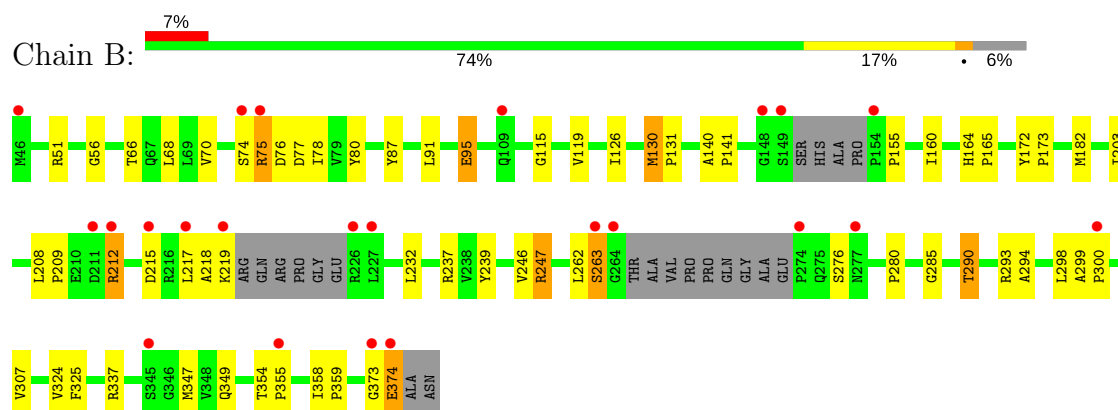 7%
Chain B:
74% 17% • 6%
M46 R51 G56 T66 Q67 L68 L69 V70 S74 R75 D76 D77 I78 V79 Y80 Y87 L91 E95 Q109 G115 V119 I126 M130 P131 A140 P141 G148 S149 SER HIS ALA PRO P154 P155 I160 H164 P165 Y172 P173 M182
L208 P209 E210 D211 R212 D215 R216 L217 A218 K219 ARG GLN ARG PRO GLY GLU R226 L227 L232 R237 V238 Y239 V246 R247 L262 S263 G264 THR ALA VAL PRO PRO GLN GLY ALA GLU P274 Q275 S276 N277 P280 G285 T290 R293 A294 L298 A299 P300
V307 V324 F325 R337 S345 G346 M347 V348 Q349 T354 P355 I358 P359 G373 E374 ALA ASN